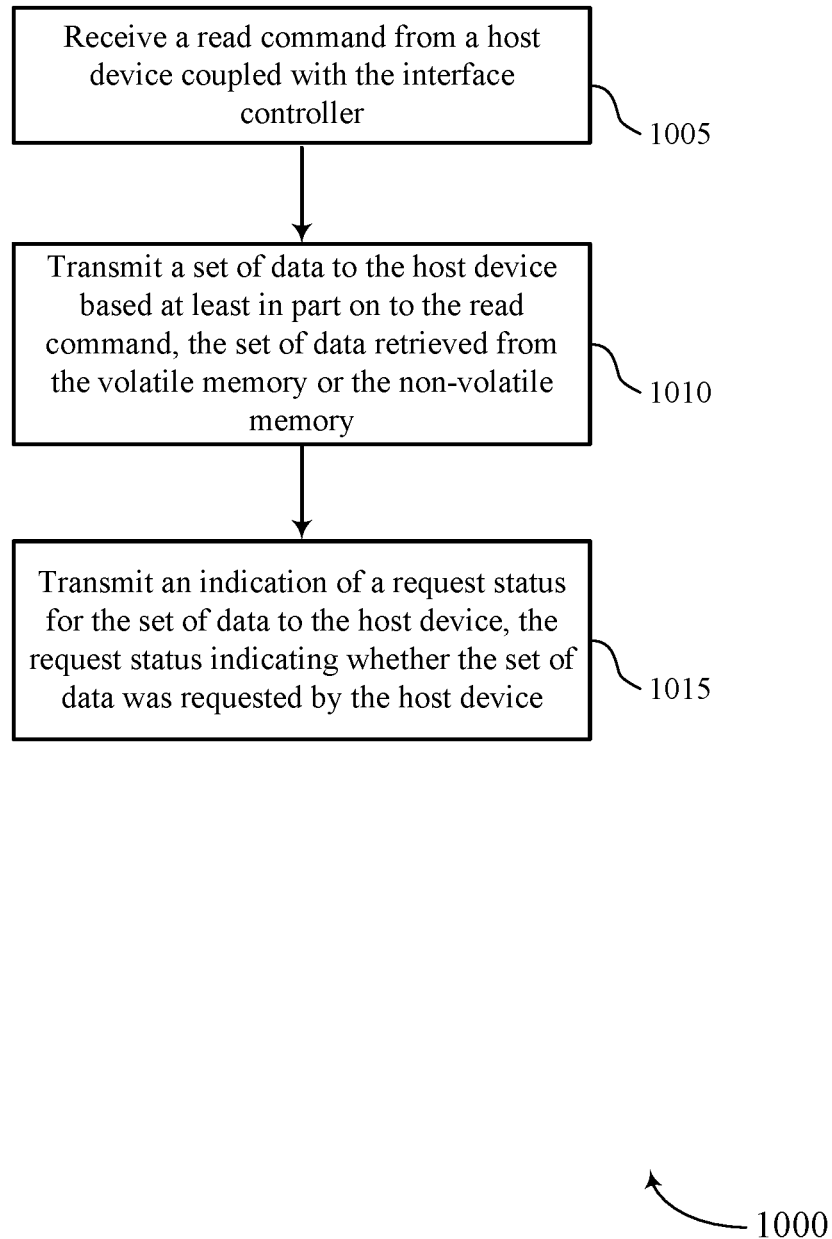 Receive a read command from a host
device coupled with the interface
controller
1005
Transmit a set of data to the host device
based at least in part on to the read
command, the set of data retrieved from
the volatile memory or the non-volatile
memory
1010
Transmit an indication of a request status
for the set of data to the host device, the
request status indicating whether the set of
data was requested by the host device
1015
1000